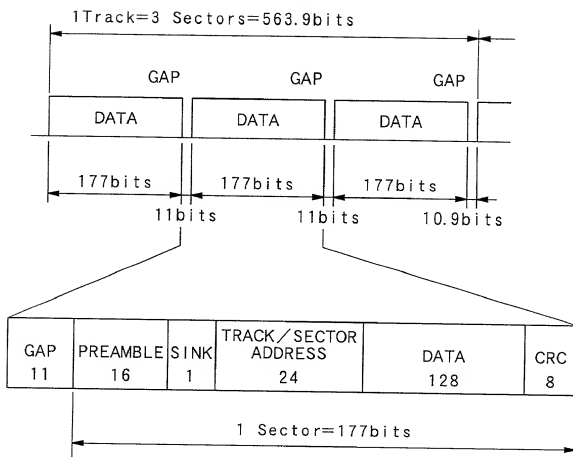 1Track=3 Sectors=563.9bits
GAP GAP GAP
DATA DATA DATA
177bits 177bits 177bits
11bits 11bits 10.9bits
GAP
11
PREAMBLE
16
SINK
1
TRACK/SECTOR
ADDRESS
24
DATA
128
CRC
8
1 Sector=177bits